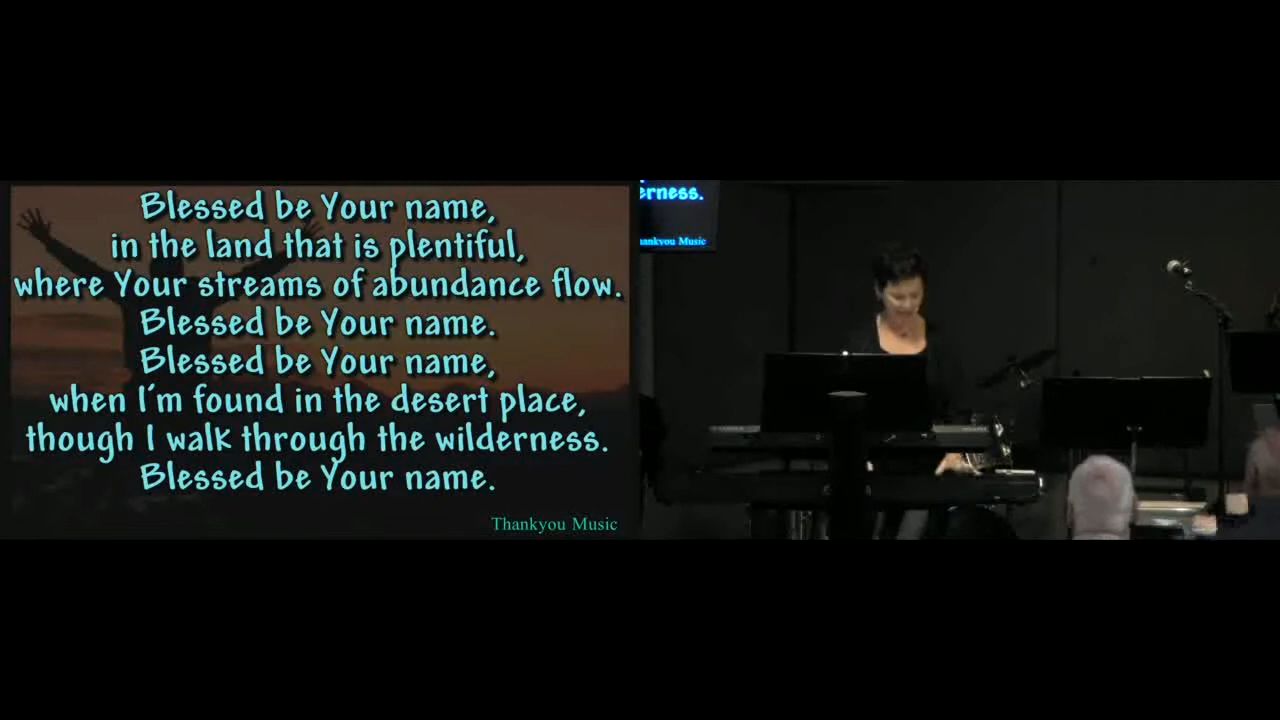 Blessed be Your name,
in the land that is plentiful,
where Your streams of abundance flow.
Blessed be Your name.
Blessed be Your name,
when I'm found in the desert place,
though I walk through the wilderness.
Blessed be Your name.
Thankyou Music
erness.
ankyou Music